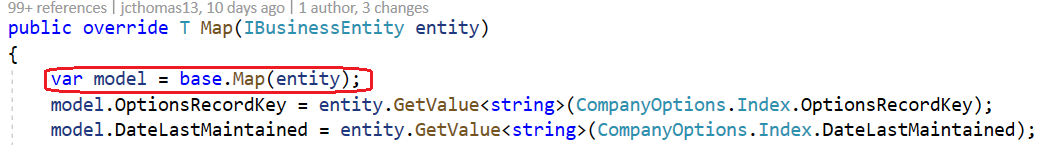 99+ references | jcthomas13, 10 days ago | 1 author, 3 changes
public override T Map(IBusinessEntity entity)
{
var model = base.Map(entity);
model.OptionsRecordKey = entity.GetValue<string>(CompanyOptions.Index.OptionsRecordKey);
model.DateLastMaintained = entity.GetValue<string>(CompanyOptions.Index.DateLastMaintained);